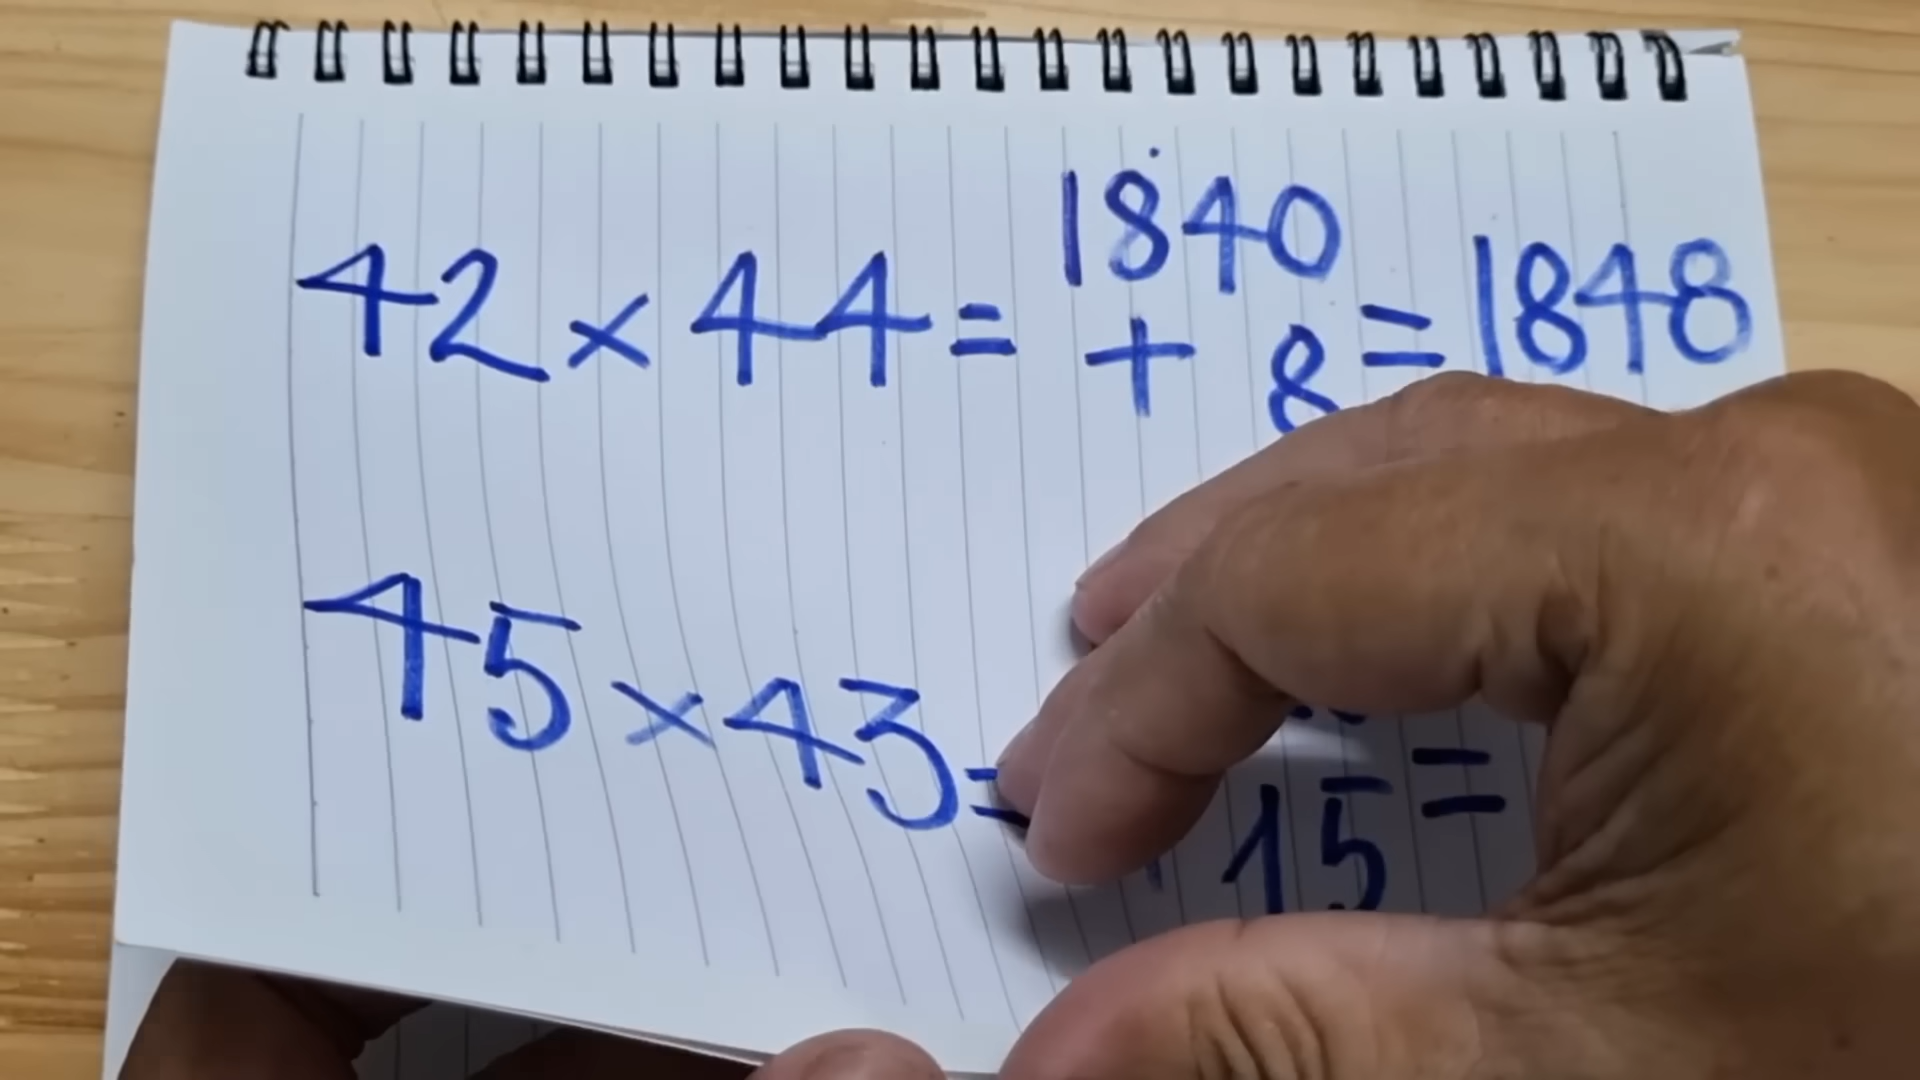 1840
42 × 44 = + 8 = 1848
45 × 43 =
15 =